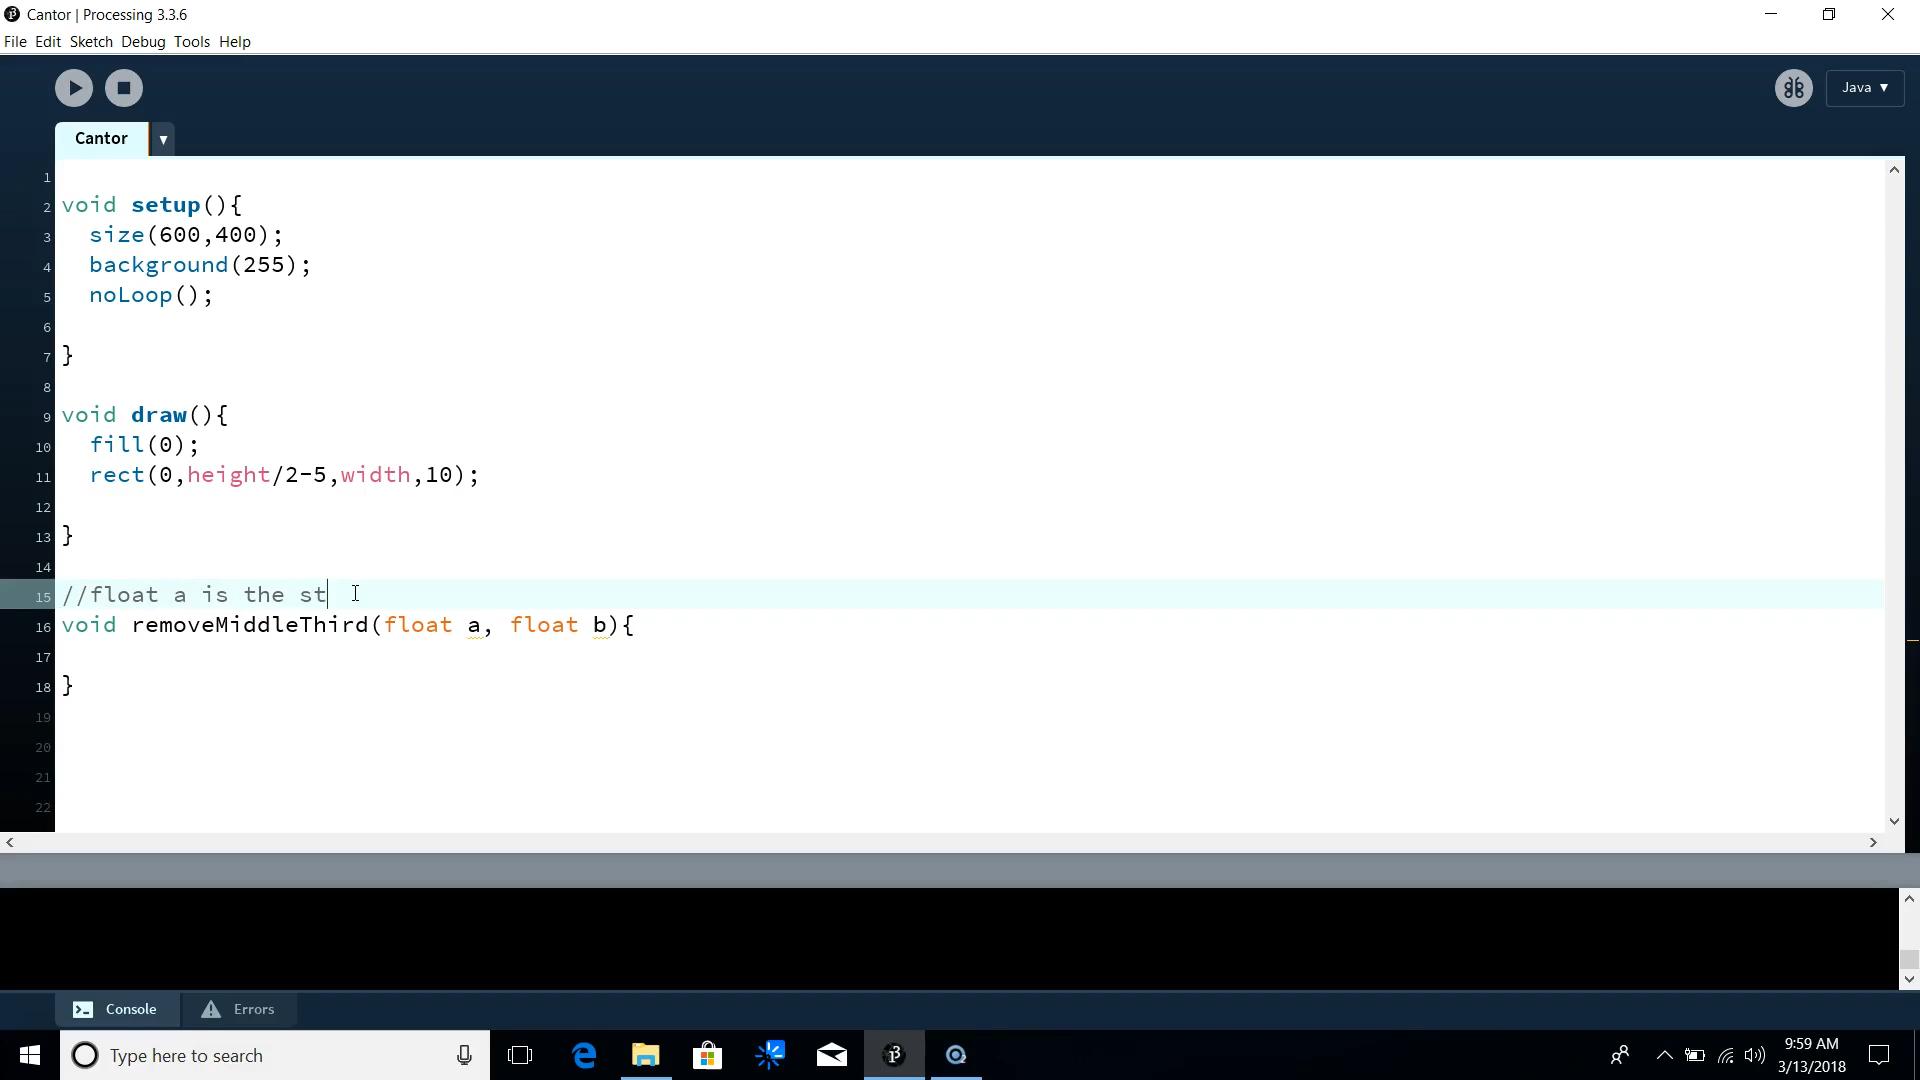 Cantor | Processing 3.3.6
File Edit Sketch Debug Tools Help
Java ▼
Cantor ▼
1
2 void setup(){
3 size(600,400);
4 background(255);
5 noLoop();
6
7 }
8
9 void draw(){
10 fill(0);
11 rect(0,height/2-5,width,10);
12
13 }
14
15 //float a is the st
16 void removeMiddleThird(float a, float b){
17
18 }
19
20
21
22
Console Errors
Type here to search
9:59 AM
3/13/2018